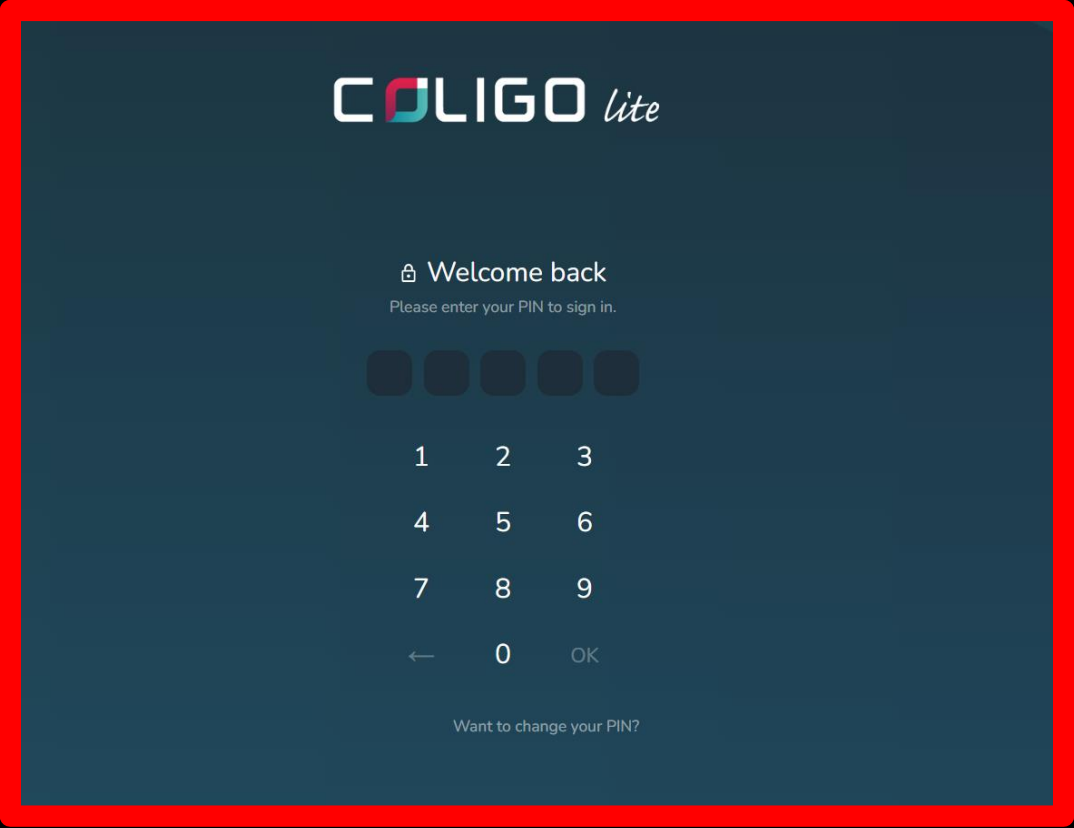 COLIGO lite
Welcome back
Please enter your PIN to sign in.
1 2 3
4 5 6
7 8 9
← 0 OK
Want to change your PIN?